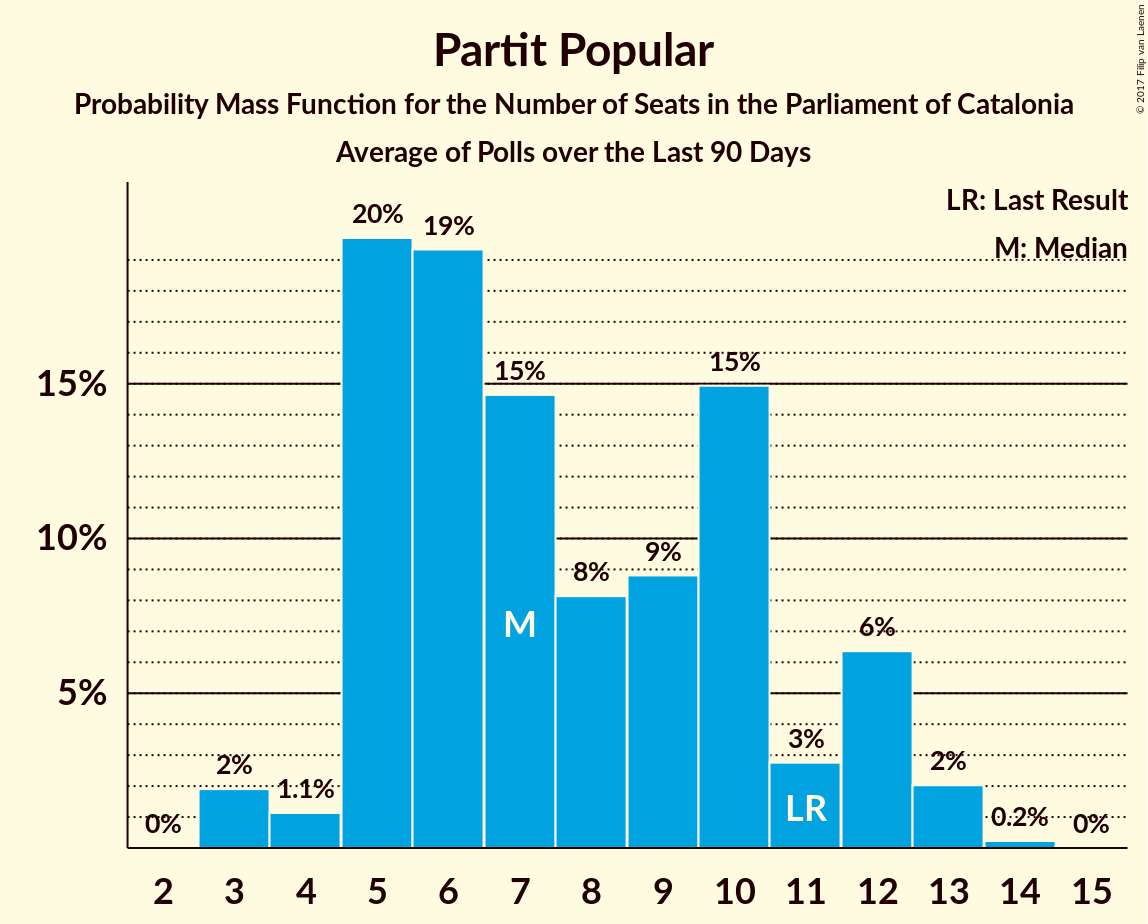 Partit Popular
Probability Mass Function for the Number of Seats in the Parliament of Catalonia
Average of Polls over the Last 90 Days
© 2017 Filip van Laenen
LR: Last Result
M: Median
20%
19%
15%
15%
15%
10%
9%
8%
M
6%
5%
3%
2%
2%
1.1%
LR
0%
0.2%
0%
2 3 4 5 6 7 8 9 10 11 12 13 14 15